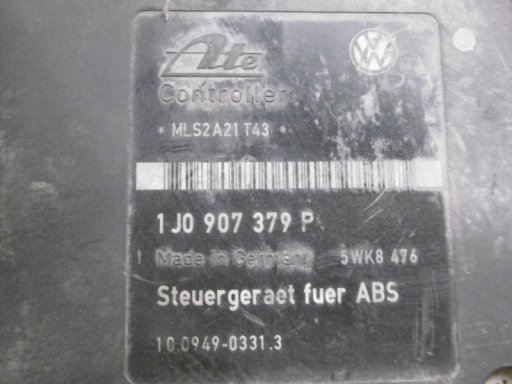 Ate
Controller
* MLS2A21T43 *
1J0 907 379 P
Made in Germany 5WK8 476
Steuergeraet fuer ABS
10.0949-0331.3